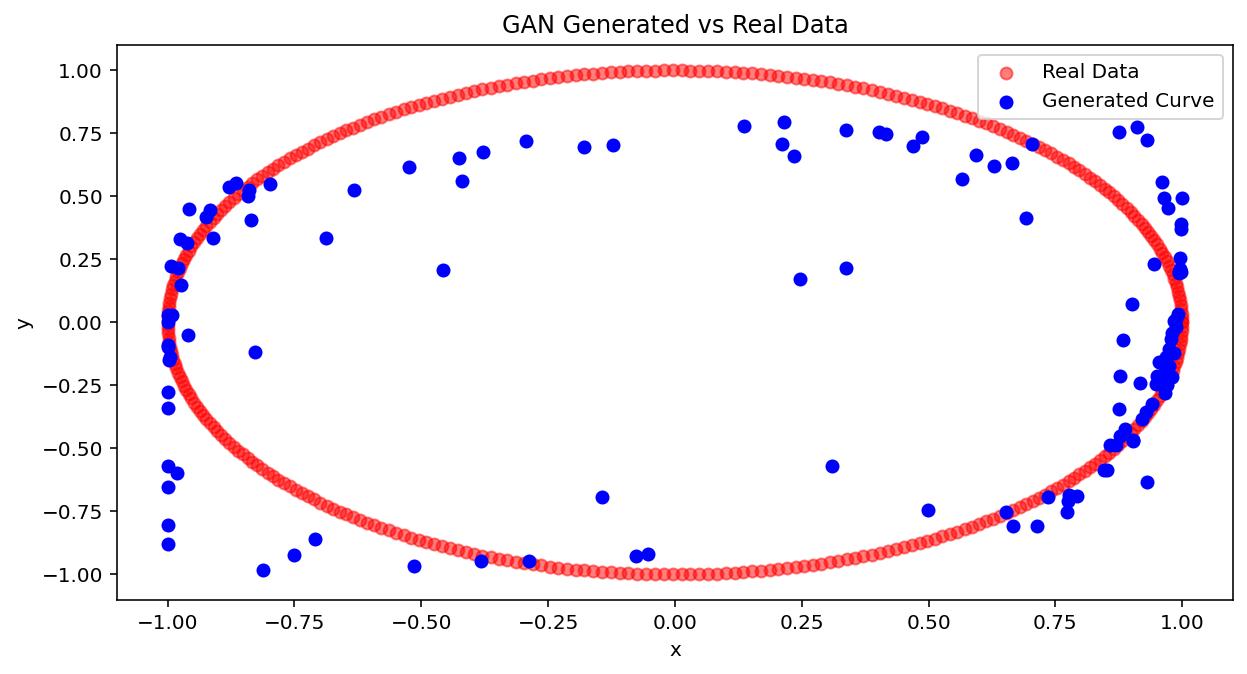 GAN Generated vs Real Data
Real Data
Generated Curve
1.00
0.75
0.50
0.25
0.00
−0.25
−0.50
−0.75
−1.00
y
−1.00 −0.75 −0.50 −0.25 0.00 0.25 0.50 0.75 1.00
x